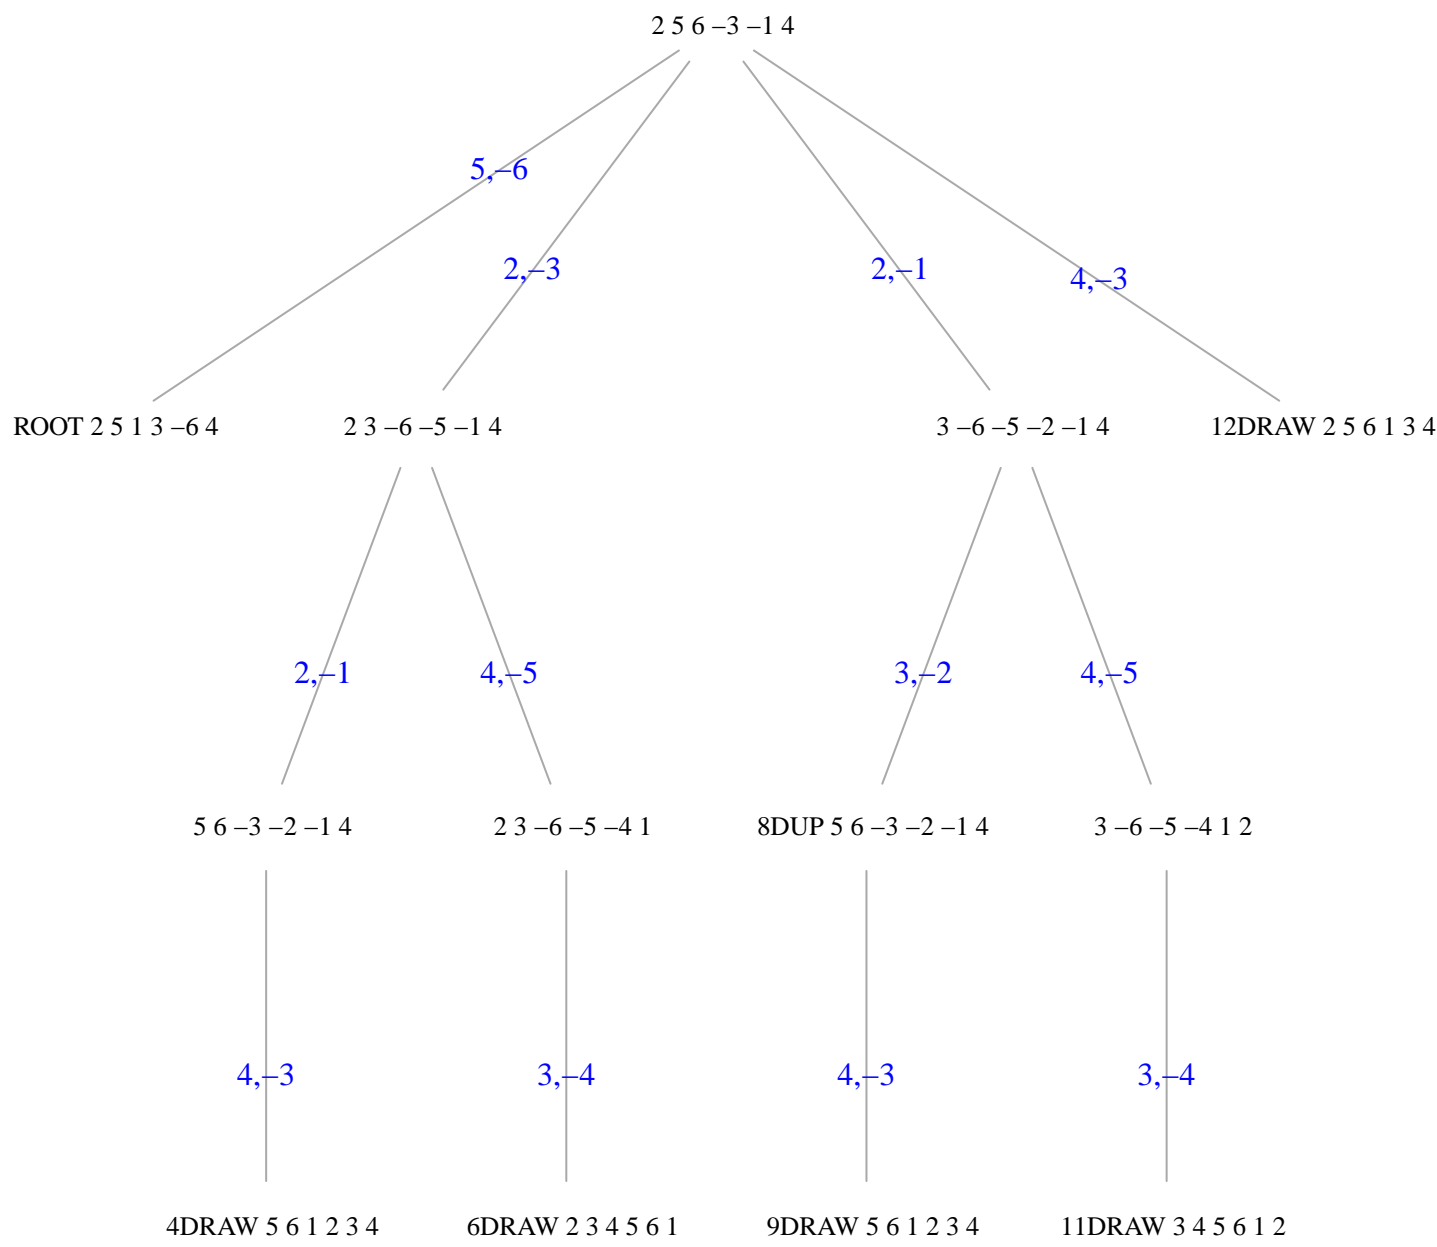 2 5 6 –3 –1 4
5,–6
2,–3
2,–1
4,–3
ROOT 2 5 1 3 –6 4
2 3 –6 –5 –1 4
3 –6 –5 –2 –1 4
12DRAW 2 5 6 1 3 4
2,–1
4,–5
3,–2
4,–5
5 6 –3 –2 –1 4
2 3 –6 –5 –4 1
8DUP 5 6 –3 –2 –1 4
3 –6 –5 –4 1 2
4,–3
3,–4
4,–3
3,–4
4DRAW 5 6 1 2 3 4
6DRAW 2 3 4 5 6 1
9DRAW 5 6 1 2 3 4
11DRAW 3 4 5 6 1 2